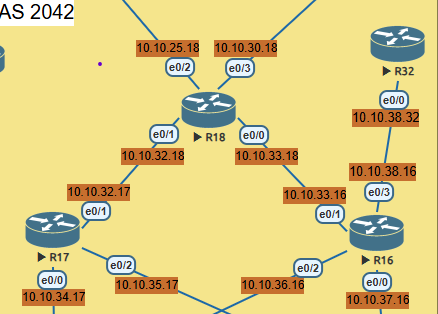 AS 2042
10.10.25.18
10.10.30.18
e0/2
e0/3
R32
e0/0
10.10.38.32
e0/1
R18
e0/0
10.10.32.18
10.10.33.18
10.10.38.16
10.10.32.17
10.10.33.16
e0/3
e0/1
e0/1
R17
R16
e0/2
e0/2
e0/0
10.10.35.17
10.10.36.16
e0/0
10.10.34.17
10.10.37.16